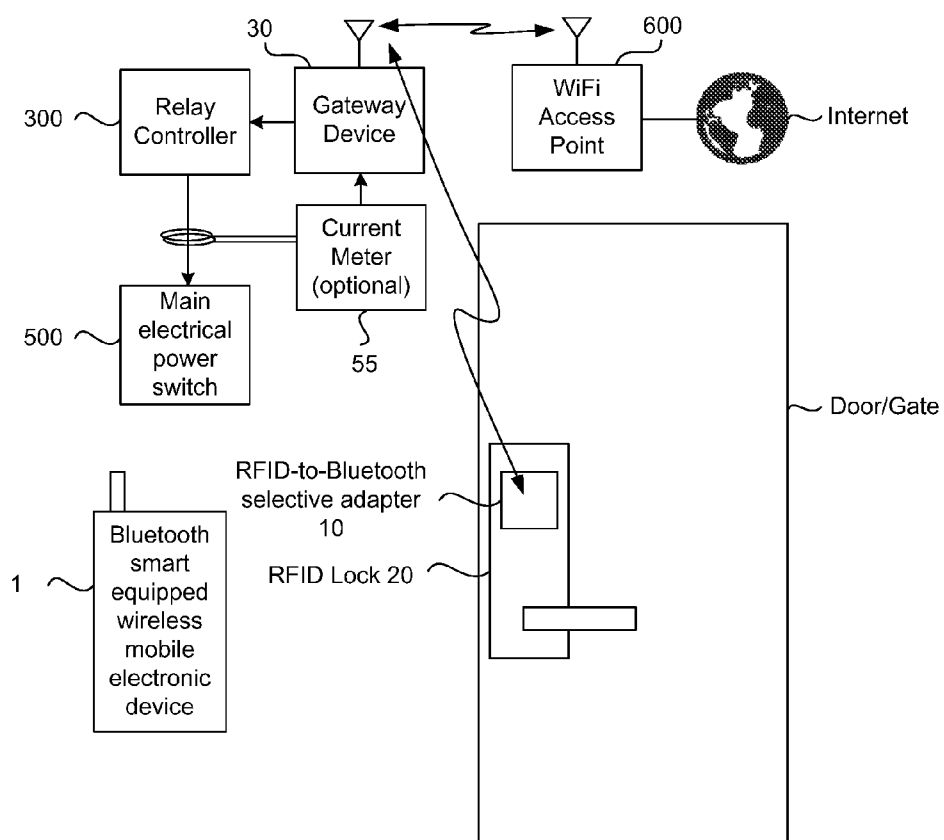 30
600
300
Relay
Controller
Gateway
Device
WiFi
Access
Point
Internet
Current
Meter
(optional)
500
Main
electrical
power
switch
55
Door/Gate
RFID-to-Bluetooth
selective adapter
10
RFID Lock 20
1
Bluetooth
smart
equipped
wireless
mobile
electronic
device